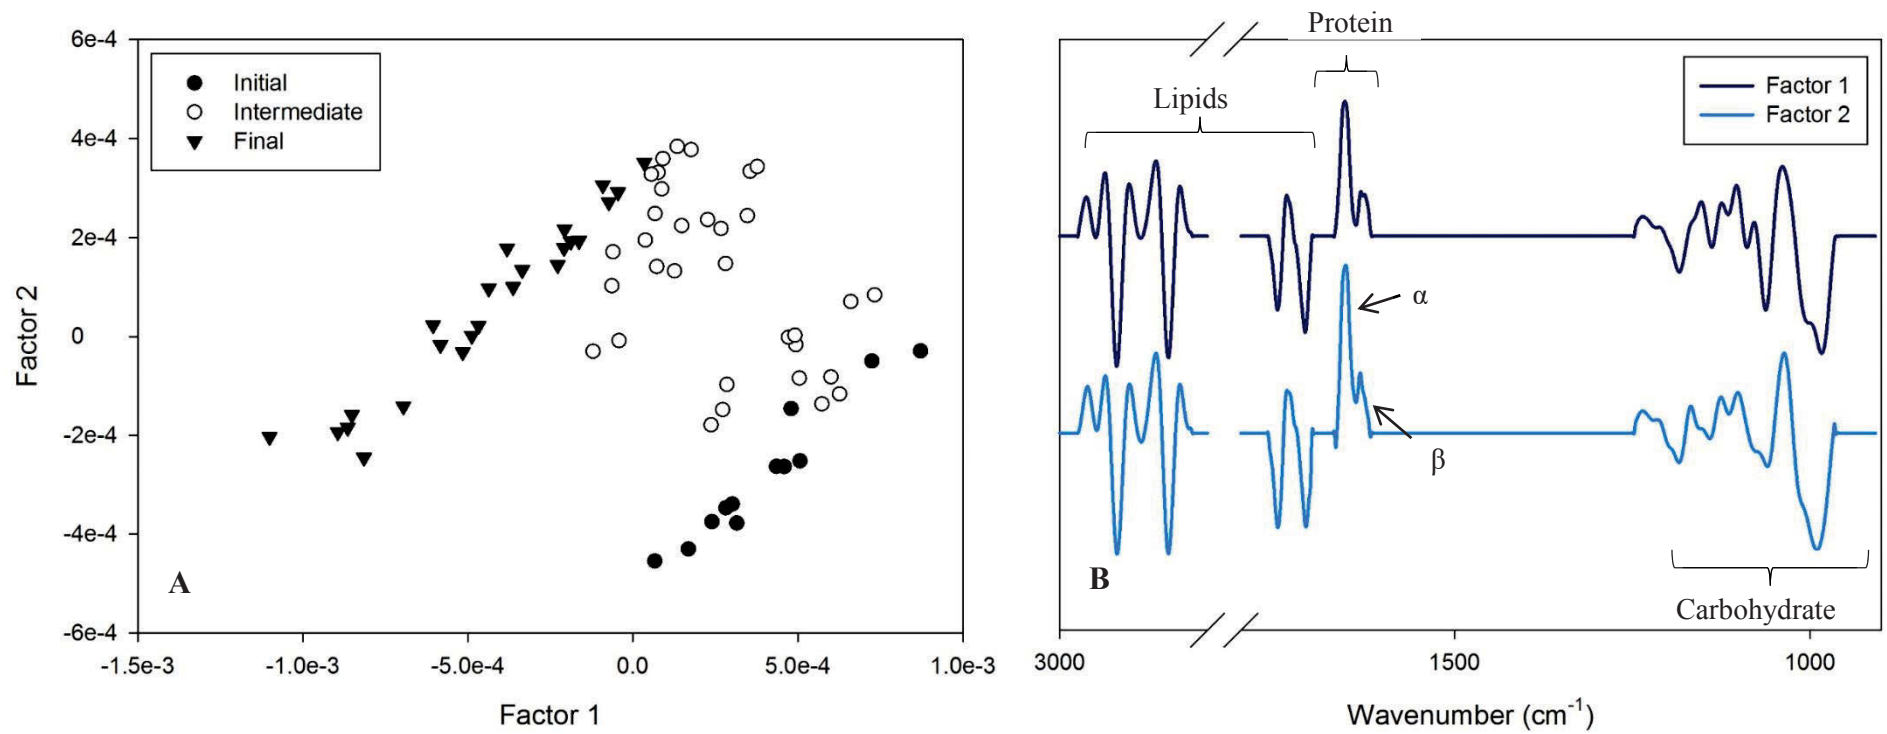 6e-4
4e-4
2e-4
0
-2e-4
-4e-4
-6e-4
Factor 2
Initial
Intermediate
Final
A
-1.5e-3 -1.0e-3 -5.0e-4 0.0 5.0e-4 1.0e-3
Factor 1
Protein
Lipids
Factor 1
Factor 2
α
β
B
Carbohydrate
3000 1500 1000
Wavenumber (cm⁻¹)